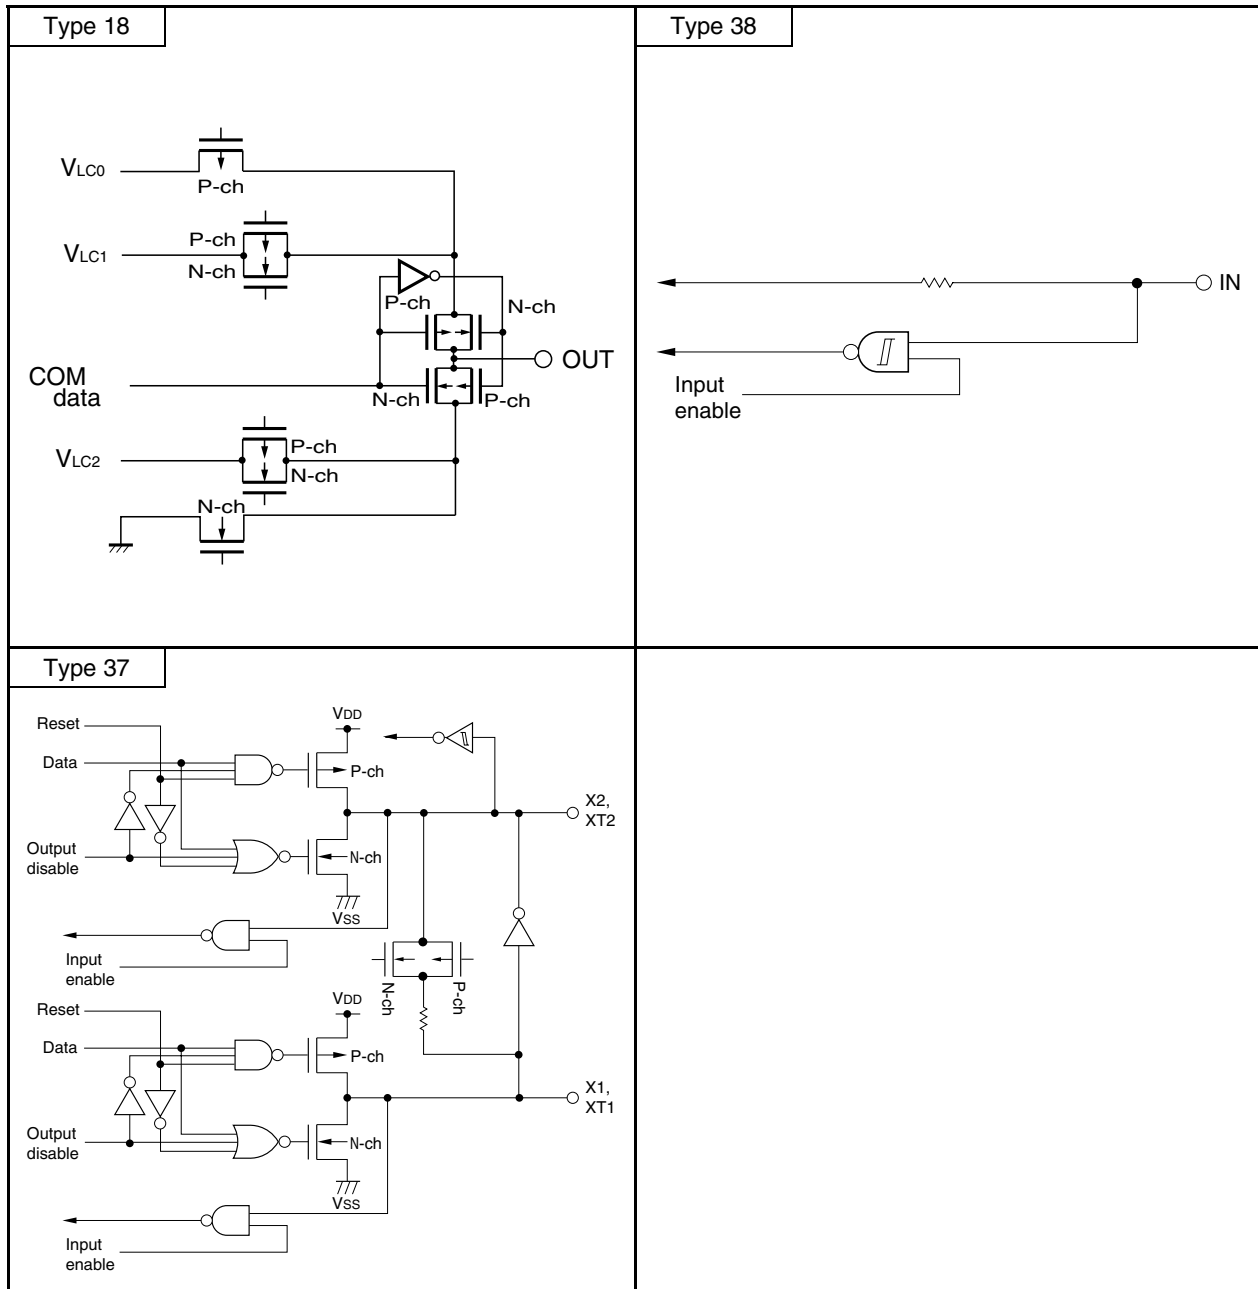 Type 18
VLC0
P-ch
VLC1
P-ch
N-ch
P-ch
N-ch
OUT
COM
data
N-ch
P-ch
VLC2
P-ch
N-ch
N-ch
Type 38
IN
Input
enable
Type 37
Reset
Data
Output
disable
VDD
P-ch
N-ch
VSS
X2,
XT2
Input
enable
N-ch
P-ch
Reset
Data
Output
disable
VDD
P-ch
N-ch
VSS
X1,
XT1
Input
enable